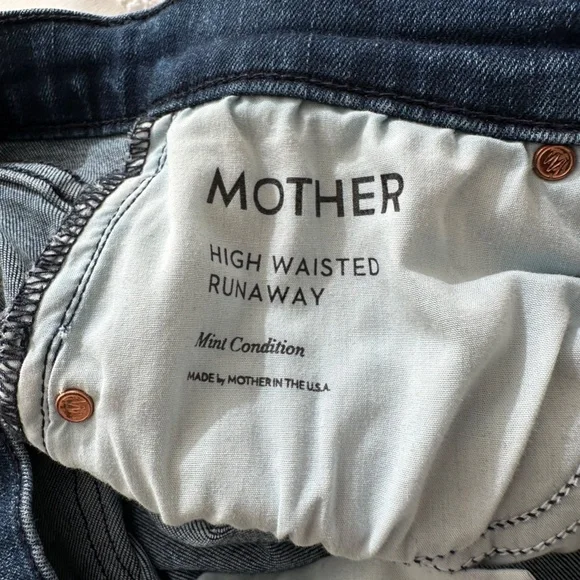 MOTHER
HIGH WAISTED
RUNAWAY
Mint Condition
MADE by MOTHER IN THE U.S.A.